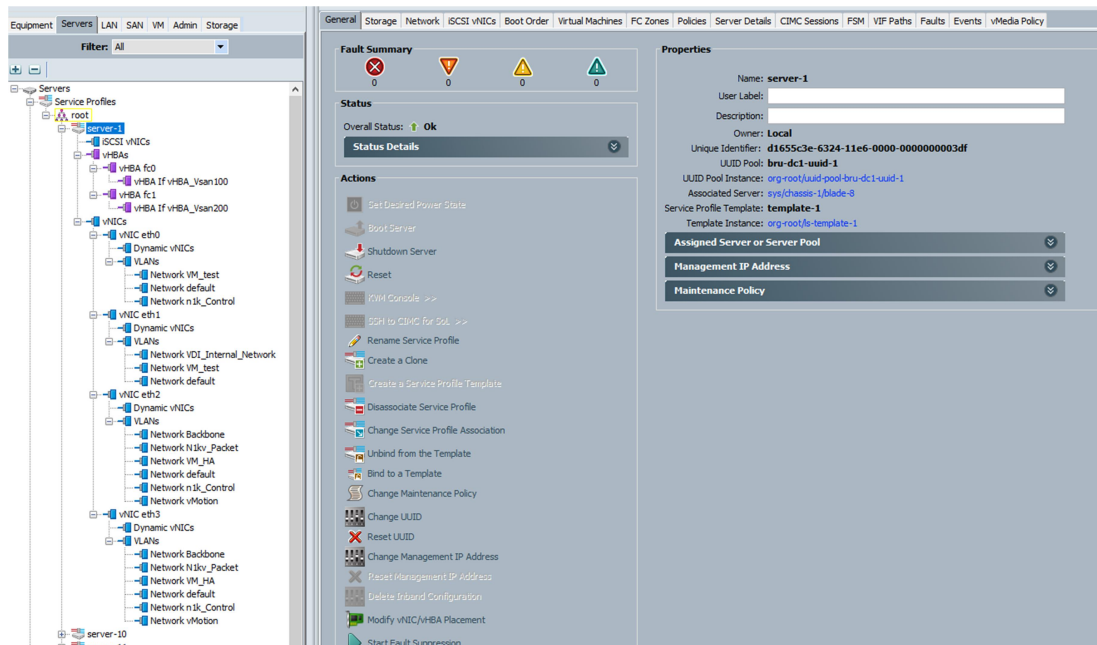 Equipment Servers LAN SAN VM Admin Storage
Filter: All
Servers
Service Profiles
root
server-1
iSCSI vNICs
vHBAs
vHBA fc0
vHBA If vHBA_Vsan100
vHBA fc1
vHBA If vHBA_Vsan200
vNICs
vNIC eth0
Dynamic vNICs
VLANs
Network VM_test
Network default
Network n1k_Control
vNIC eth1
Dynamic vNICs
VLANs
Network VDI_Internal_Network
Network VM_test
Network default
vNIC eth2
Dynamic vNICs
VLANs
Network Backbone
Network N1kv_Packet
Network VM_HA
Network default
Network n1k_Control
Network vMotion
vNIC eth3
Dynamic vNICs
VLANs
Network Backbone
Network N1kv_Packet
Network VM_HA
Network default
Network n1k_Control
Network vMotion
server-10
General Storage Network iSCSI vNICs Boot Order Virtual Machines FC Zones Policies Server Details CIMC Sessions FSM VIF Paths Faults Events vMedia Policy
Fault Summary
0 0 0 0
Status
Overall Status: Ok
Status Details
Actions
Set Desired Power State
Boot Server
Shutdown Server
Reset
KVM Console >>
SSH to CIMC for SoL >>
Rename Service Profile
Create a Clone
Create a Service Profile Template
Disassociate Service Profile
Change Service Profile Association
Unbind from the Template
Bind to a Template
Change Maintenance Policy
Change UUID
Reset UUID
Change Management IP Address
Reset Management IP Address
Delete Inband Configuration
Modify vNIC/vHBA Placement
Start Fault Suppression
Properties
Name: server-1
User Label:
Description:
Owner: Local
Unique Identifier: d1655c3e-6324-11e6-0000-0000000003df
UUID Pool: bru-dc1-uuid-1
UUID Pool Instance: org-root/uuid-pool-bru-dc1-uuid-1
Associated Server: sys/chassis-1/blade-8
Service Profile Template: template-1
Template Instance: org-root/ls-template-1
Assigned Server or Server Pool
Management IP Address
Maintenance Policy